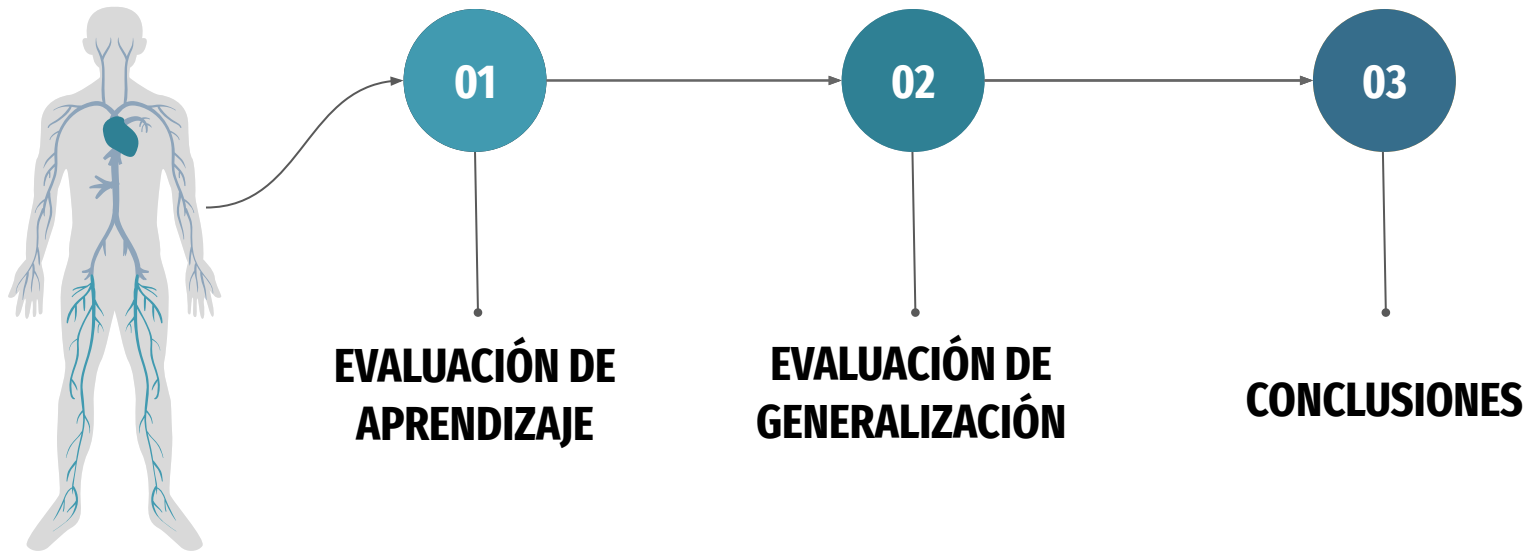 01
02
03
EVALUACIÓN DE
APRENDIZAJE
EVALUACIÓN DE
GENERALIZACIÓN
CONCLUSIONES